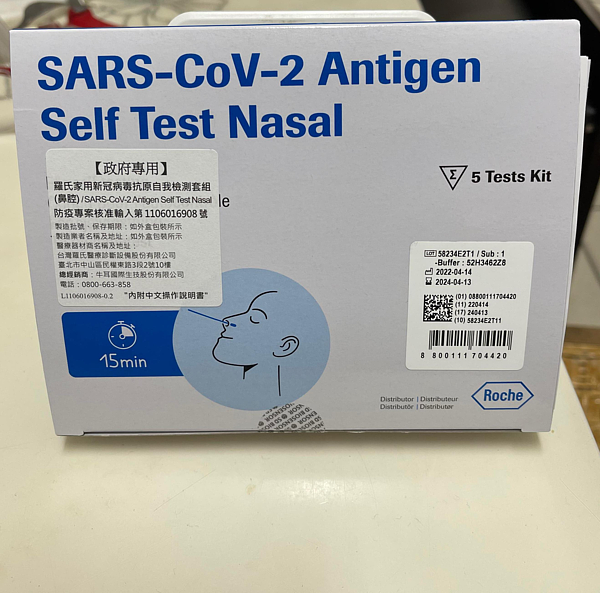 SARS-CoV-2 Antigen
Self Test Nasal
【政府專用】
羅氏家用新冠病毒抗原自我檢測套組
(鼻腔) / SARS-CoV-2 Antigen Self Test Nasal
防疫專案核准輸入第 1106016908 號
製造批號、保存期限：如外盒包裝所示
製造業者名稱及地址：如外盒包裝所示
醫療器材商名稱及地址：
台灣羅氏醫療診斷設備股份有限公司
臺北市中山區民權東路3段2號10樓
總經銷商：牛耳國際生技股份有限公司
電話：0800-663-858
L1106016908-0.2 "內附中文操作說明書"
Σ 5 Tests Kit
LOT 58234E2T1 / Sub : 1
-Buffer : 52H3462Z8
2022-04-14
2024-04-13
(01) 08800111704420
(11) 220414
(17) 240413
(10) 58234E2T11
8 800111 704420
15min
Distributor | Distributeur
Distributör | Distributør
Roche
SD BIOSENSOR